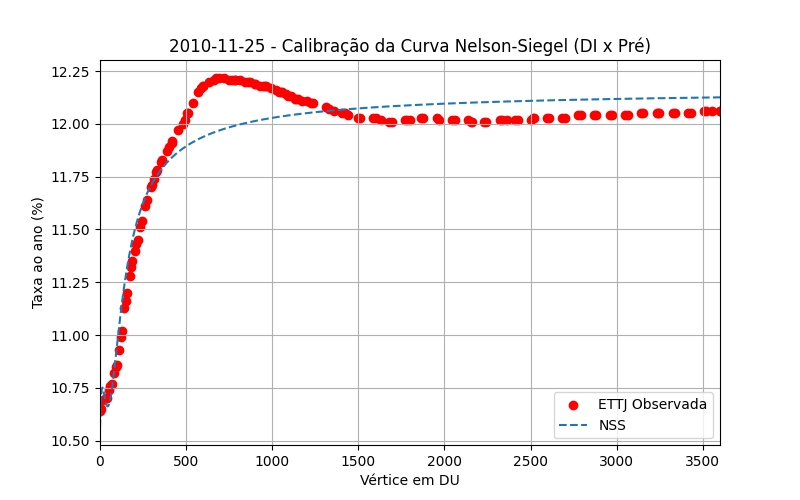 2010-11-25 - Calibração da Curva Nelson-Siegel (DI x Pré)
12.25
12.00
11.75
11.50
11.25
11.00
10.75
10.50
Taxa ao ano (%)
ETTJ Observada
NSS
0 500 1000 1500 2000 2500 3000 3500
Vértice em DU